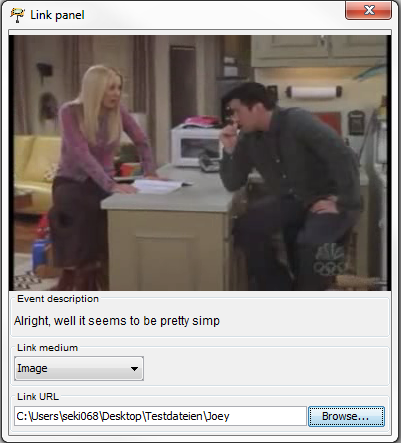 Link panel
Event description
Alright, well it seems to be pretty simp
Link medium
Image
Link URL
C:\Users\seki068\Desktop\Testdateien\Joey
Browse...